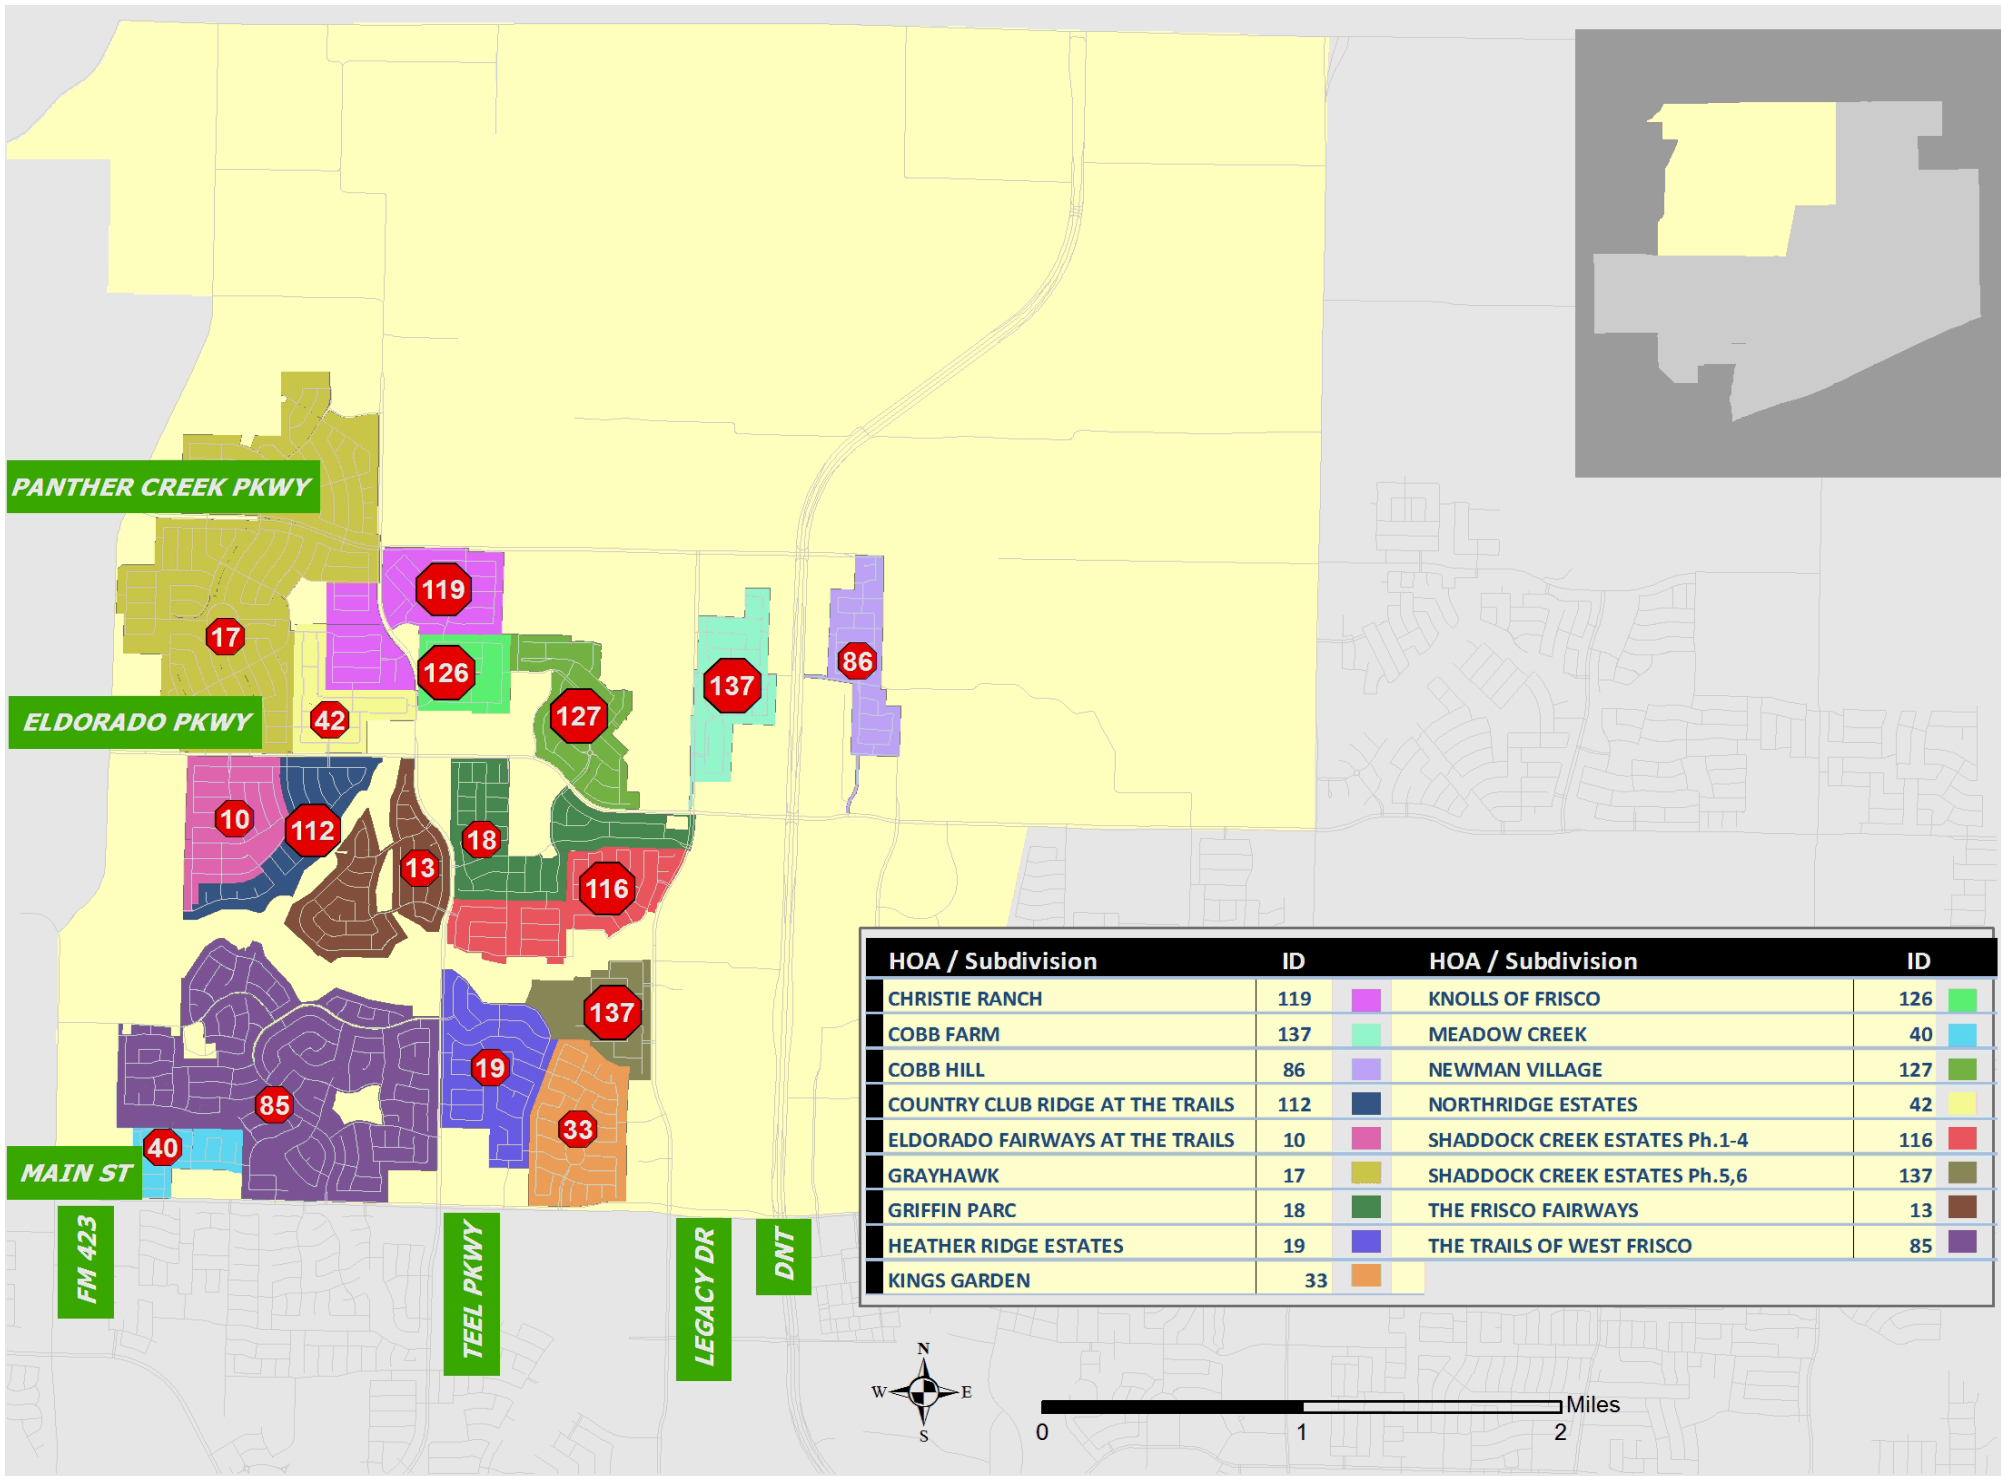 PANTHER CREEK PKWY
119
17
126
86
137
ELDORADO PKWY
42
127
10
112
18
13
116
137
19
85
33
40
MAIN ST
FM 423
TEEL PKWY
LEGACY DR
DNT
HOA / Subdivision ID HOA / Subdivision ID
CHRISTIE RANCH 119 KNOLLS OF FRISCO 126
COBB FARM 137 MEADOW CREEK 40
COBB HILL 86 NEWMAN VILLAGE 127
COUNTRY CLUB RIDGE AT THE TRAILS 112 NORTHRIDGE ESTATES 42
ELDORADO FAIRWAYS AT THE TRAILS 10 SHADDOCK CREEK ESTATES Ph.1-4 116
GRAYHAWK 17 SHADDOCK CREEK ESTATES Ph.5,6 137
GRIFFIN PARC 18 THE FRISCO FAIRWAYS 13
HEATHER RIDGE ESTATES 19 THE TRAILS OF WEST FRISCO 85
KINGS GARDEN 33
N
W E
S
Miles
0 1 2